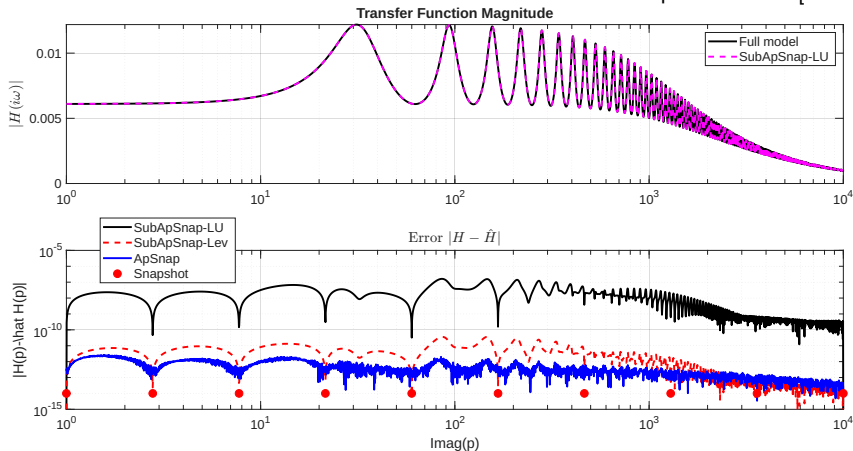 Transfer Function Magnitude
|H(iω)|
0.01
0.005
0
Full model
SubApSnap-LU
10^0 10^1 10^2 10^3 10^4
SubApSnap-LU
SubApSnap-Lev
ApSnap
Snapshot
Error |H − Ĥ|
|H(p)-\hat H(p)|
10^-5
10^-10
10^-15
10^0 10^1 10^2 10^3 10^4
Imag(p)